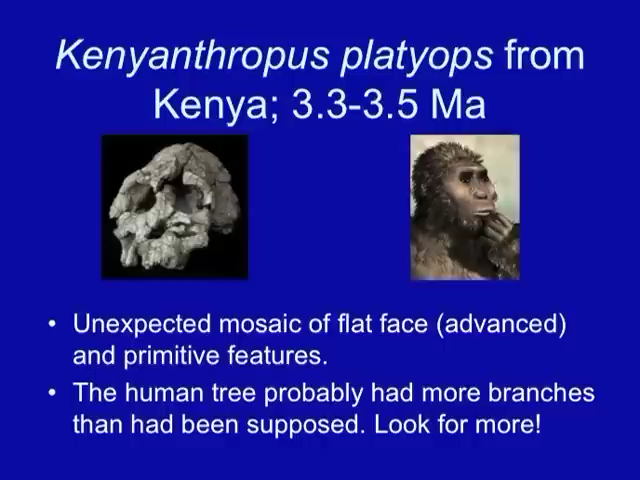 Kenyanthropus platyops from
Kenya; 3.3-3.5 Ma
• Unexpected mosaic of flat face (advanced)
and primitive features.
• The human tree probably had more branches
than had been supposed. Look for more!